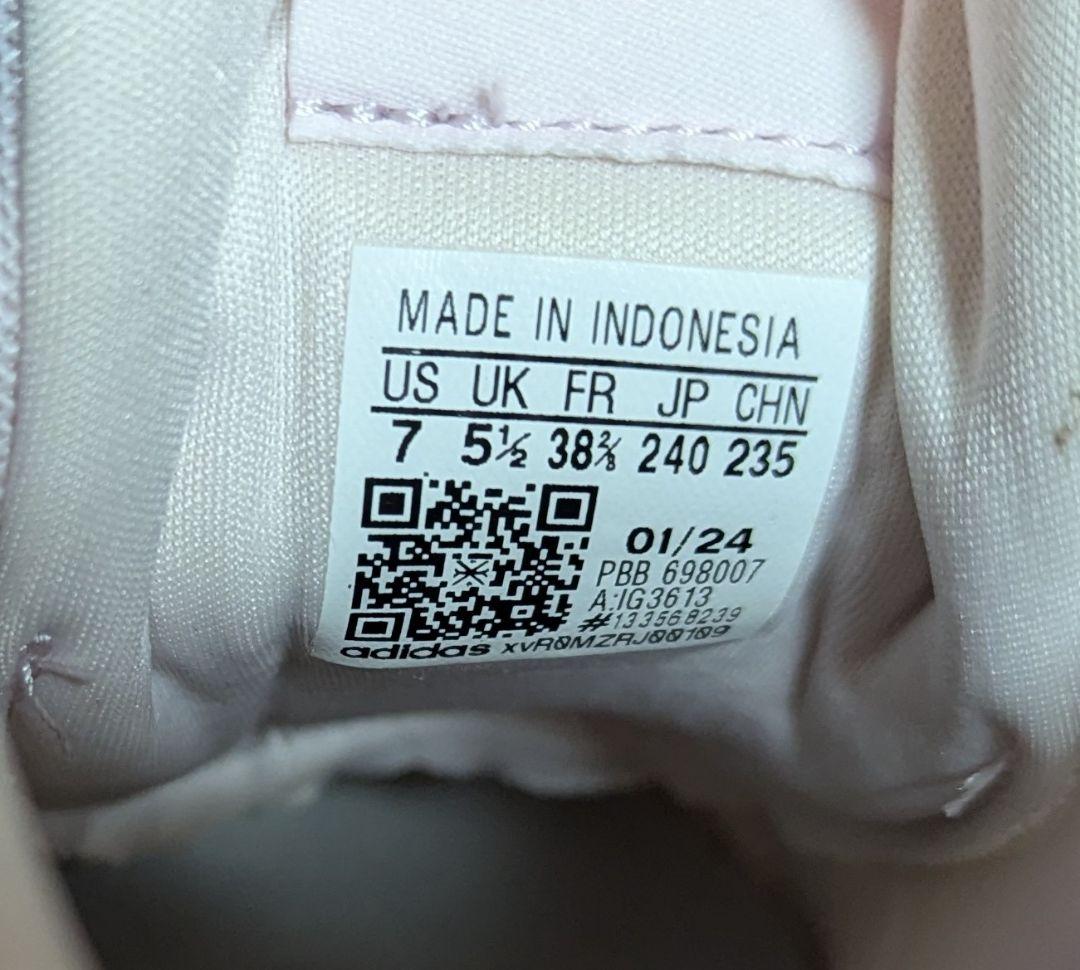 MADE IN INDONESIA
US UK FR JP CHN
7 5½ 38⅔ 240 235
01/24
PBB 698007
A:IG3613
#133568239
adidas XVR0MZRJ00109